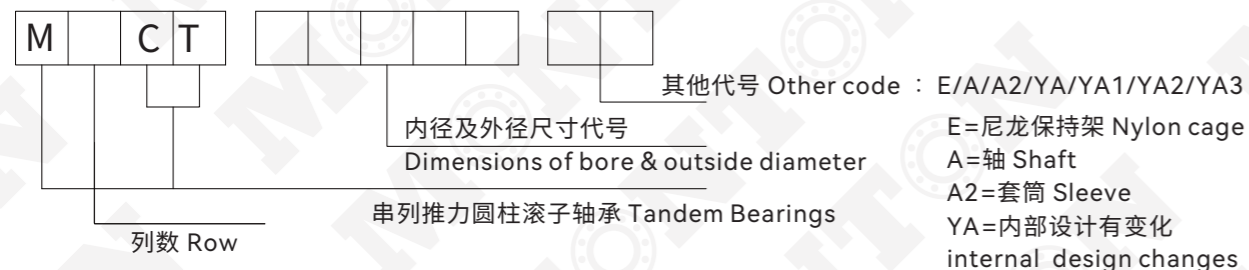 M CT
其他代号 Other code : E/A/A2/YA/YA1/YA2/YA3
内径及外径尺寸代号
Dimensions of bore & outside diameter
串列推力圆柱滚子轴承 Tandem Bearings
列数 Row
E=尼龙保持架 Nylon cage
A=轴 Shaft
A2=套筒 Sleeve
YA=内部设计有变化
internal design changes